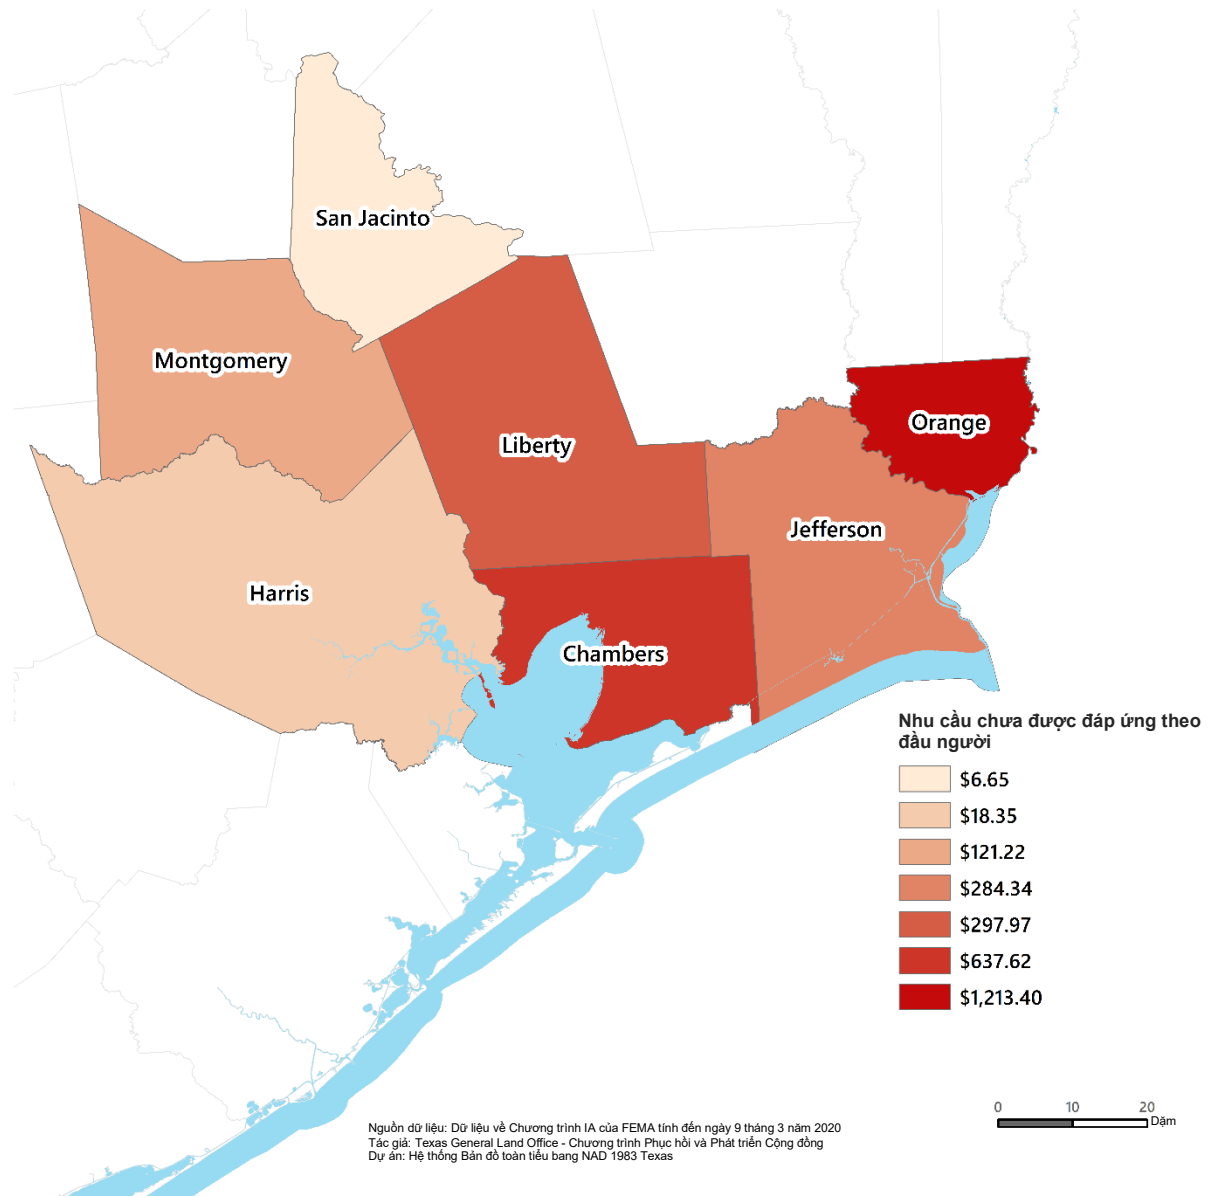 San Jacinto
Montgomery
Orange
Liberty
Jefferson
Harris
Chambers
Nhu cầu chưa được đáp ứng theo
đầu người
$6.65
$18.35
$121.22
$284.34
$297.97
$637.62
$1,213.40
0 10 20
Dặm
Nguồn dữ liệu: Dữ liệu về Chương trình IA của FEMA tính đến ngày 9 tháng 3 năm 2020
Tác giả: Texas General Land Office - Chương trình Phục hồi và Phát triển Cộng đồng
Dự án: Hệ thống Bản đồ toàn tiểu bang NAD 1983 Texas